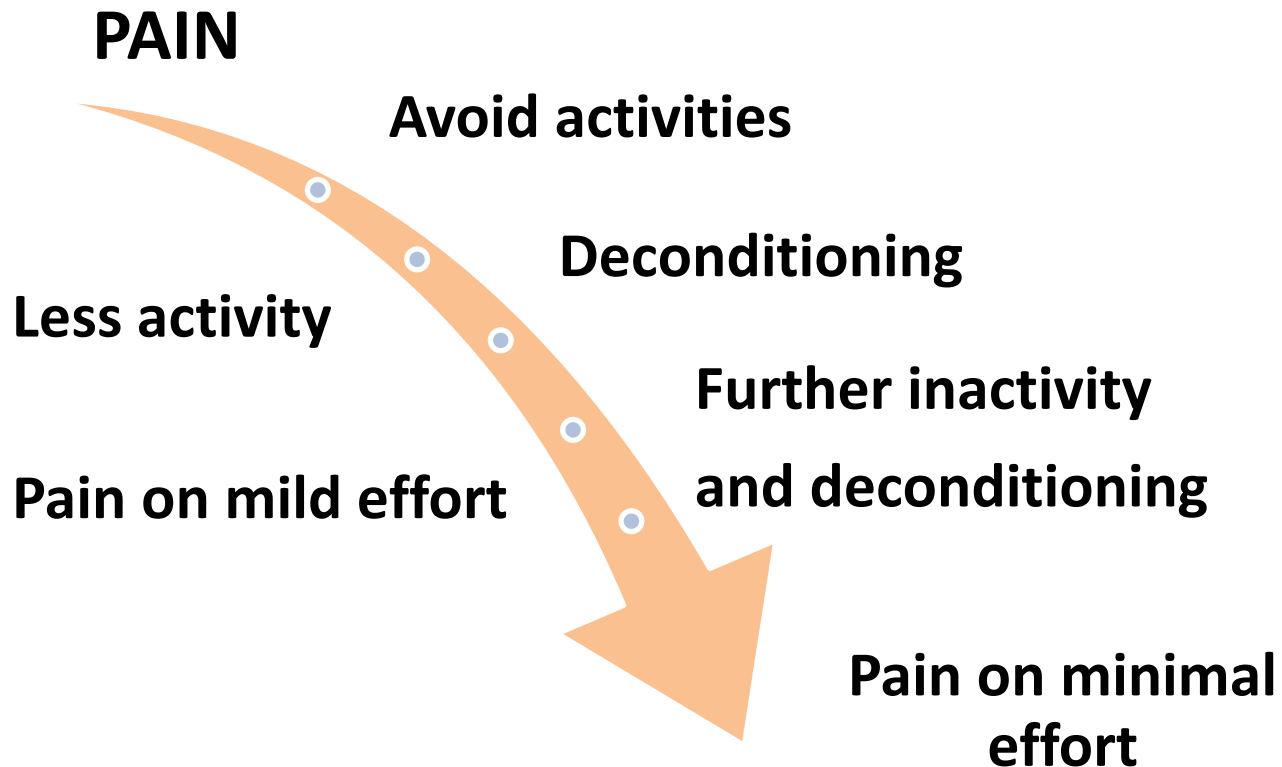 PAIN
Avoid activities
Deconditioning
Less activity
Further inactivity
and deconditioning
Pain on mild effort
Pain on minimal
effort